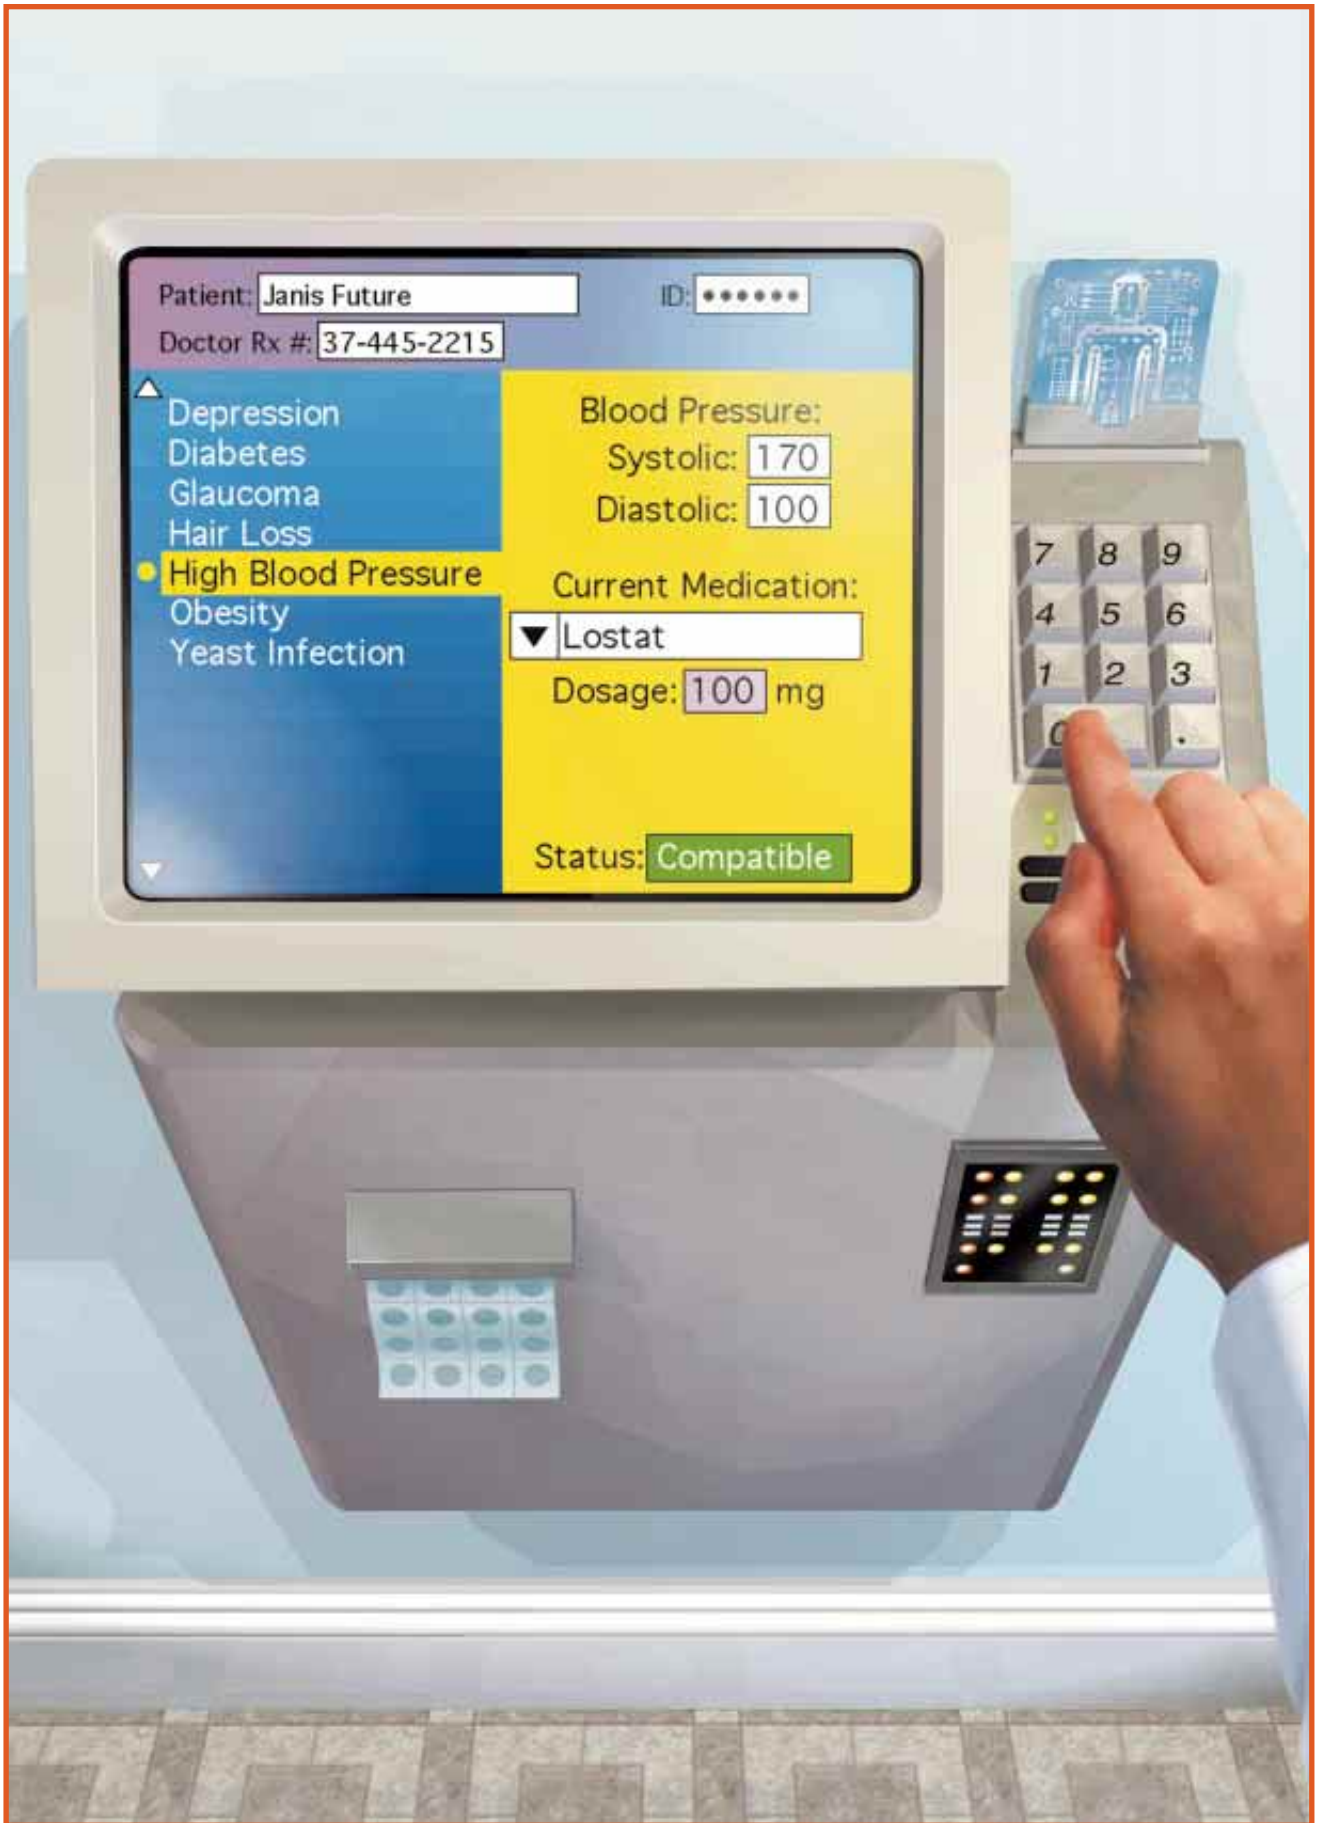 Patient: Janis Future ID: ••••••
Doctor Rx #: 37-445-2215
Depression
Diabetes
Glaucoma
Hair Loss
High Blood Pressure
Obesity
Yeast Infection
Blood Pressure:
Systolic: 170
Diastolic: 100
Current Medication:
Lostat
Dosage: 100 mg
Status: Compatible
7 8 9
4 5 6
1 2 3
0 .